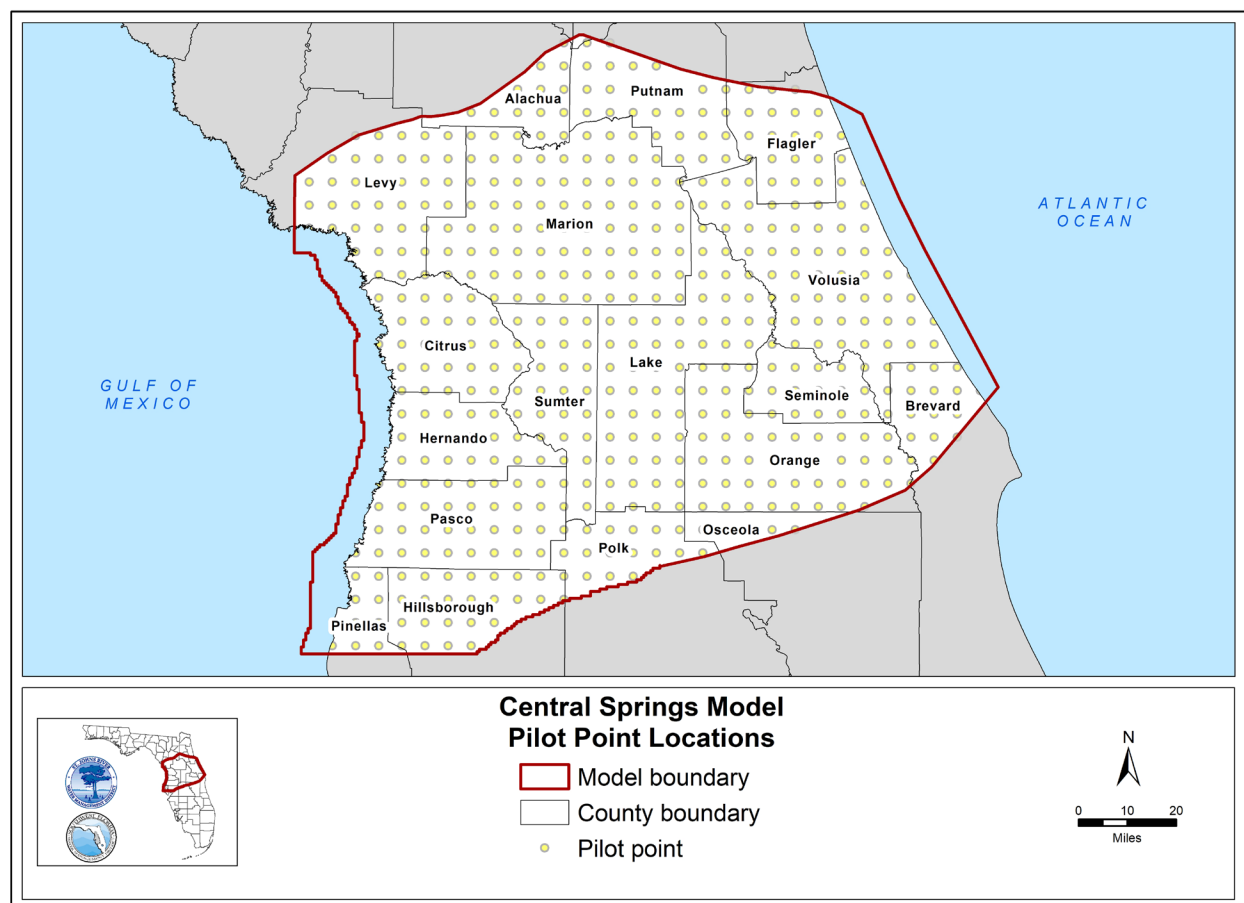 Alachua
Putnam
Flagler
Levy
ATLANTIC
OCEAN
Marion
Volusia
Citrus
Lake
GULF OF
MEXICO
Seminole
Sumter
Brevard
Hernando
Orange
Pasco
Osceola
Polk
Hillsborough
Pinellas
Central Springs Model
Pilot Point Locations
Model boundary
County boundary
Pilot point
N
0 10 20
Miles